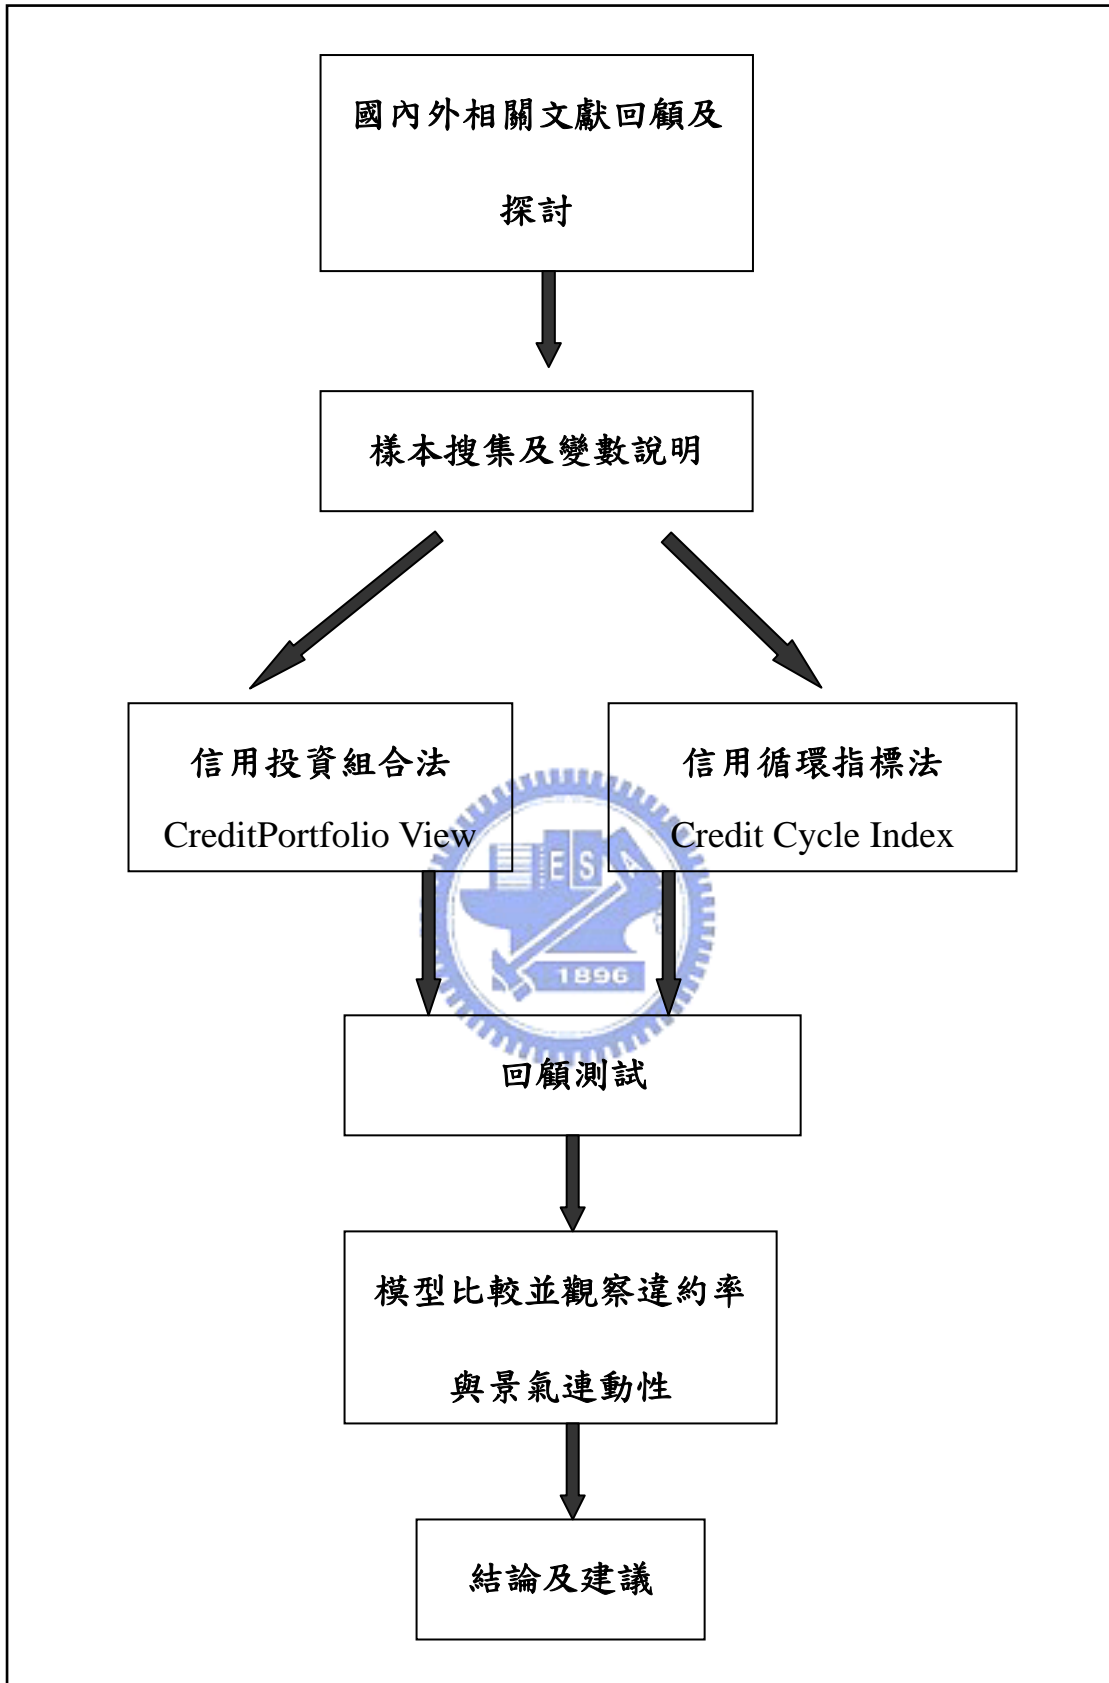 國內外相關文獻回顧及
探討
樣本搜集及變數說明
信用投資組合法
CreditPortfolio View
信用循環指標法
Credit Cycle Index
E S A
1896
回顧測試
模型比較並觀察違約率
與景氣連動性
結論及建議